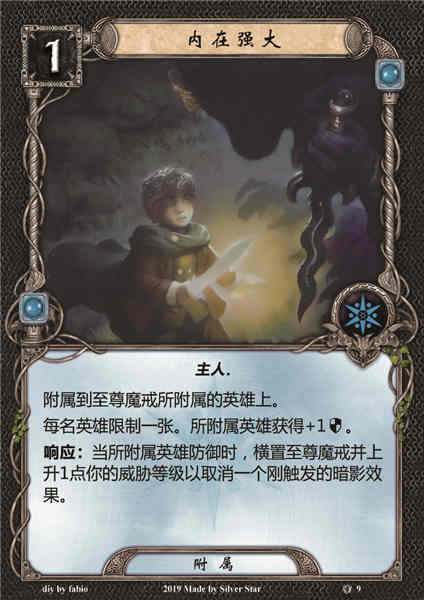 1
内在强大
主人.
附属到至尊魔戒所附属的英雄上。
每名英雄限制一张。所附属英雄获得+1。
响应：当所附属英雄防御时，横置至尊魔戒并上
升1点你的威胁等级以取消一个刚触发的暗影效
果。
附属
diy by fabio
2019 Made by Silver Star
9